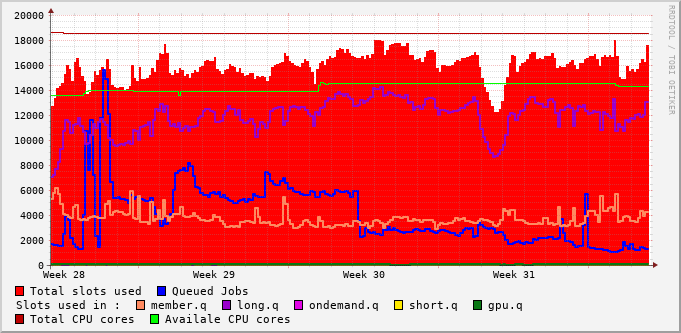 20000
18000
16000
14000
12000
10000
8000
6000
4000
2000
0
Week 28 Week 29 Week 30 Week 31
RRDTOOL / TOBI OETIKER
Total slots used Queued Jobs
Slots used in : member.q long.q ondemand.q short.q gpu.q
Total CPU cores Availale CPU cores